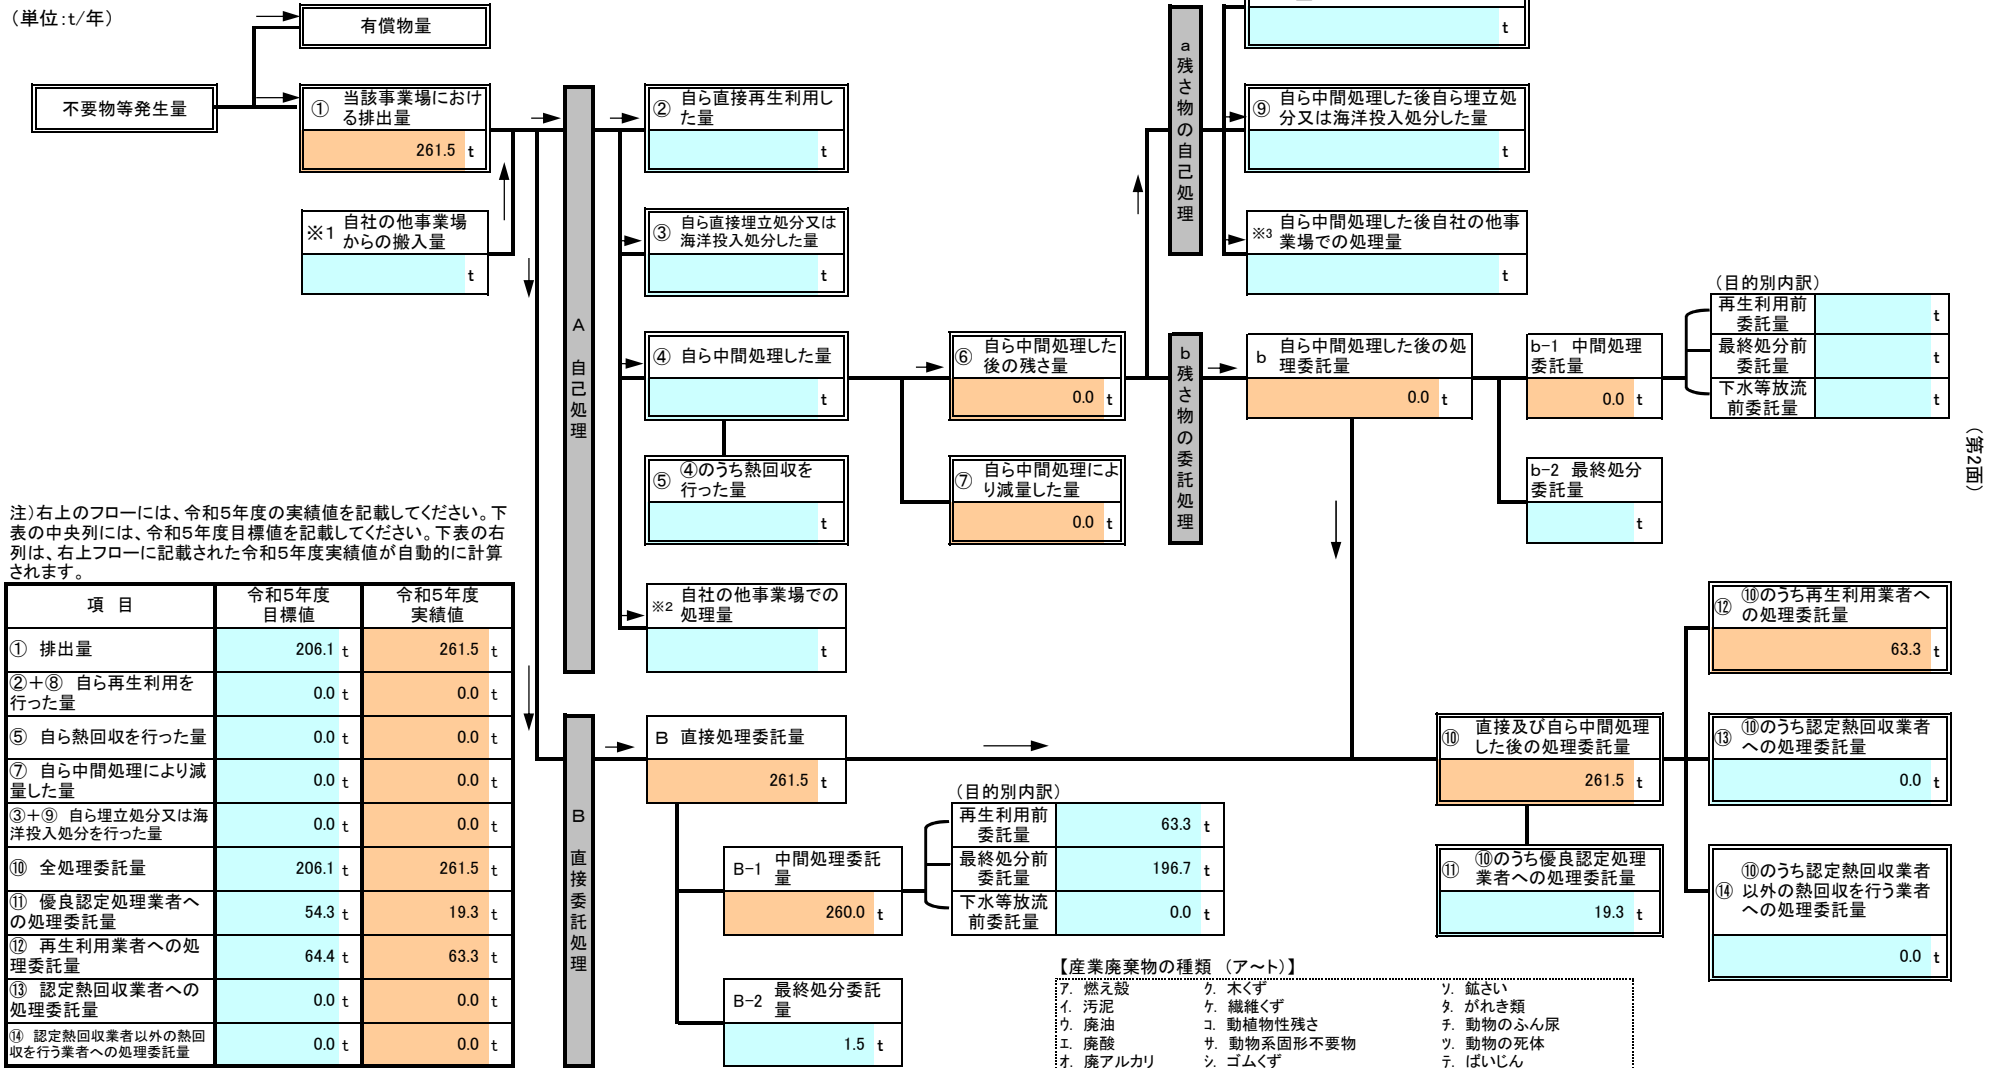 （単位:t/年）
有償物量
不要物等発生量
① 当該事業場におけ
る排出量
261.5 t
※1 自社の他事業場
からの搬入量
t
A 自己処理
② 自ら直接再生利用し
た量
t
③ 自ら直接埋立処分又は
海洋投入処分した量
t
④ 自ら中間処理した量
t
⑤ ④のうち熱回収を
行った量
t
※2 自社の他事業場での
処理量
t
⑥ 自ら中間処理した
後の残さ量
0.0 t
⑦ 自ら中間処理によ
り減量した量
0.0 t
a 残さ物の自己処理
t
⑨ 自ら中間処理した後自ら埋立処
分又は海洋投入処分した量
t
※3 自ら中間処理した後自社の他事
業場での処理量
t
b 残さ物の委託処理
b 自ら中間処理した後の処
理委託量
0.0 t
b-1 中間処理
委託量
0.0 t
b-2 最終処分
委託量
t
（目的別内訳）
再生利用前
委託量
t
最終処分前
委託量
t
下水等放流
前委託量
t
（第2面）
注)右上のフローには、令和5年度の実績値を記載してください。下
表の中央列には、令和5年度目標値を記載してください。下表の右
列は、右上フローに記載された令和5年度実績値が自動的に計算
されます。
項 目 令和5年度 令和5年度
目標値 実績値
① 排出量 206.1 t 261.5 t
②+⑧ 自ら再生利用を
行った量 0.0 t 0.0 t
⑤ 自ら熱回収を行った量 0.0 t 0.0 t
⑦ 自ら中間処理により減
量した量 0.0 t 0.0 t
③+⑨ 自ら埋立処分又は海
洋投入処分を行った量 0.0 t 0.0 t
⑩ 全処理委託量 206.1 t 261.5 t
⑪ 優良認定処理業者へ
の処理委託量 54.3 t 19.3 t
⑫ 再生利用業者への処
理委託量 64.4 t 63.3 t
⑬ 認定熱回収業者への
処理委託量 0.0 t 0.0 t
⑭ 認定熱回収業者以外の熱回
収を行う業者への処理委託量 0.0 t 0.0 t
B 直接委託処理
B 直接処理委託量
261.5 t
B-1 中間処理委託
量
260.0 t
B-2 最終処分委託
量
1.5 t
（目的別内訳）
再生利用前
委託量
63.3 t
最終処分前
委託量
196.7 t
下水等放流
前委託量
0.0 t
⑩ 直接及び自ら中間処理
した後の処理委託量
261.5 t
⑪ ⑩のうち優良認定処理
業者への処理委託量
19.3 t
⑫ ⑩のうち再生利用業者へ
の処理委託量
63.3 t
⑬ ⑩のうち認定熱回収業者
への処理委託量
0.0 t
⑭ ⑩のうち認定熱回収業者
以外の熱回収を行う業者
への処理委託量
0.0 t
【産業廃棄物の種類 （ア～ト）】
ア. 燃え殻 ク. 木くず ソ. 鉱さい
イ. 汚泥 ケ. 繊維くず タ. がれき類
ウ. 廃油 コ. 動植物性残さ チ. 動物のふん尿
エ. 廃酸 サ. 動物系固形不要物 ツ. 動物の死体
オ. 廃アルカリ シ. ゴムくず テ. ばいじん